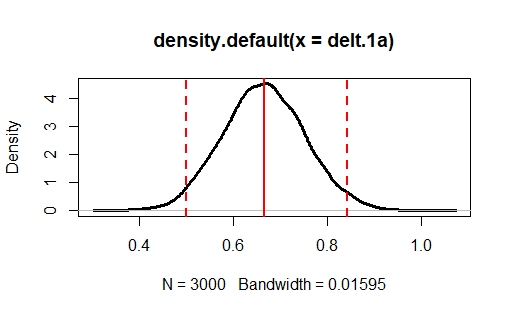 density.default(x = delt.1a)
Density
0 1 2 3 4
0.4 0.6 0.8 1.0
N = 3000 Bandwidth = 0.01595